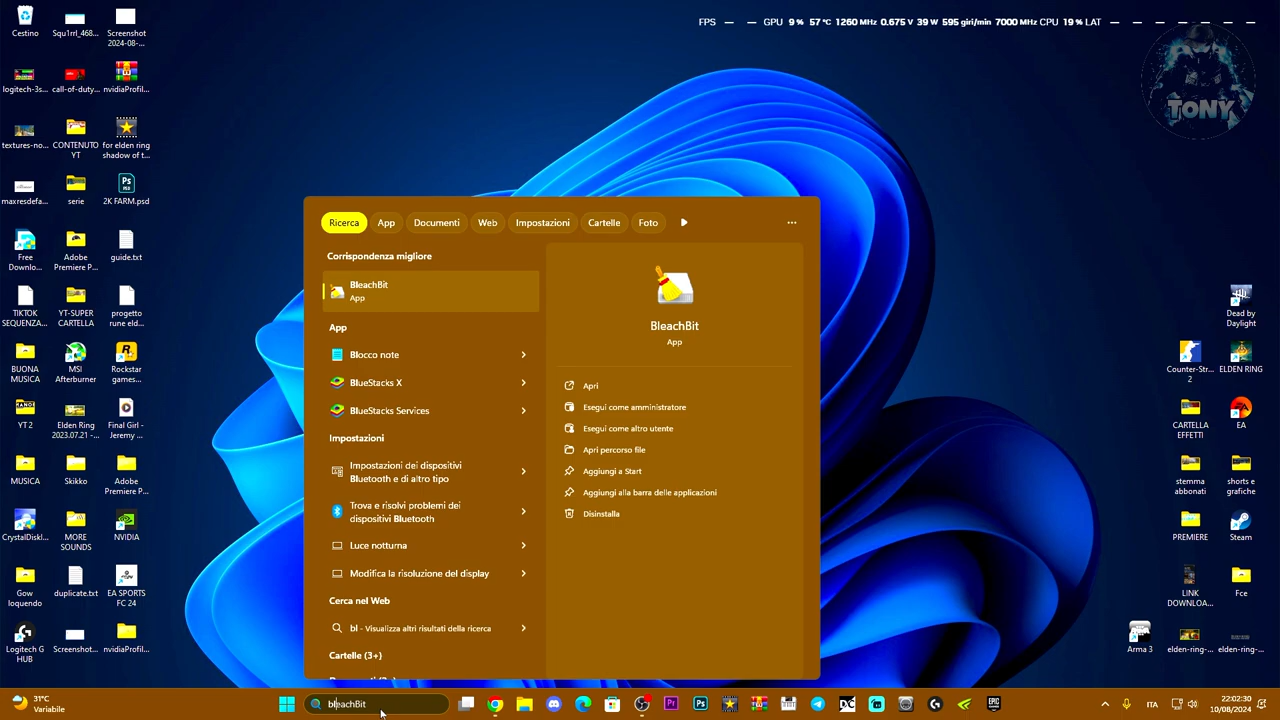 FPS — — GPU 9 % 57 °C 1260 MHz 0.675 V 39 W 595 giri/min 7000 MHz CPU 19 % LAT — — — — — —
TONY
Cestino
Squ1rrl_468...
Screenshot
2024-08-...
logitech-3s...
call-of-duty...
nvidiaProfil...
textures-no...
CONTENUTO
YT
for elden ring
shadow of t...
maxresdefa...
serie
2K FARM.psd
Free
Downlo...
Adobe
Premiere P...
guide.txt
TIKTOK
SEQUENZA...
YT-SUPER
CARTELLA
progetto
rune eld...
BUONA
MUSICA
MSI
Afterburner
Rockstar
games...
YT 2
Elden Ring
2023.07.21 -...
Final Girl -
Jeremy ...
MUSICA
Skikko
Adobe
Premiere P...
CrystalDisk...
MORE
SOUNDS
NVIDIA
Gow
loquendo
duplicate.txt
EA SPORTS
FC 24
Logitech G
HUB
Screenshot...
nvidiaProfil...
Ricerca
App
Documenti
Web
Impostazioni
Cartelle
Foto
...
Corrispondenza migliore
BleachBit
App
App
Blocco note
BlueStacks X
BlueStacks Services
Impostazioni
Impostazioni dei dispositivi
Bluetooth e di altro tipo
Trova e risolvi problemi dei
dispositivi Bluetooth
Luce notturna
Modifica la risoluzione del display
Cerca nel Web
bl - Visualizza altri risultati della ricerca
Cartelle (3+)
BleachBit
App
Apri
Esegui come amministratore
Esegui come altro utente
Apri percorso file
Aggiungi a Start
Aggiungi alla barra delle applicazioni
Disinstalla
Dead by
Daylight
Counter-Str...
2
ELDEN RING
CARTELLA
EFFETTI
EA
stemma
abbonati
shorts e
grafiche
PREMIERE
Steam
LINK
DOWNLOA...
Fce
Arma 3
elden-ring-...
elden-ring-...
31°C
Variabile
bleachBit
ITA
22:02:30
10/08/2024